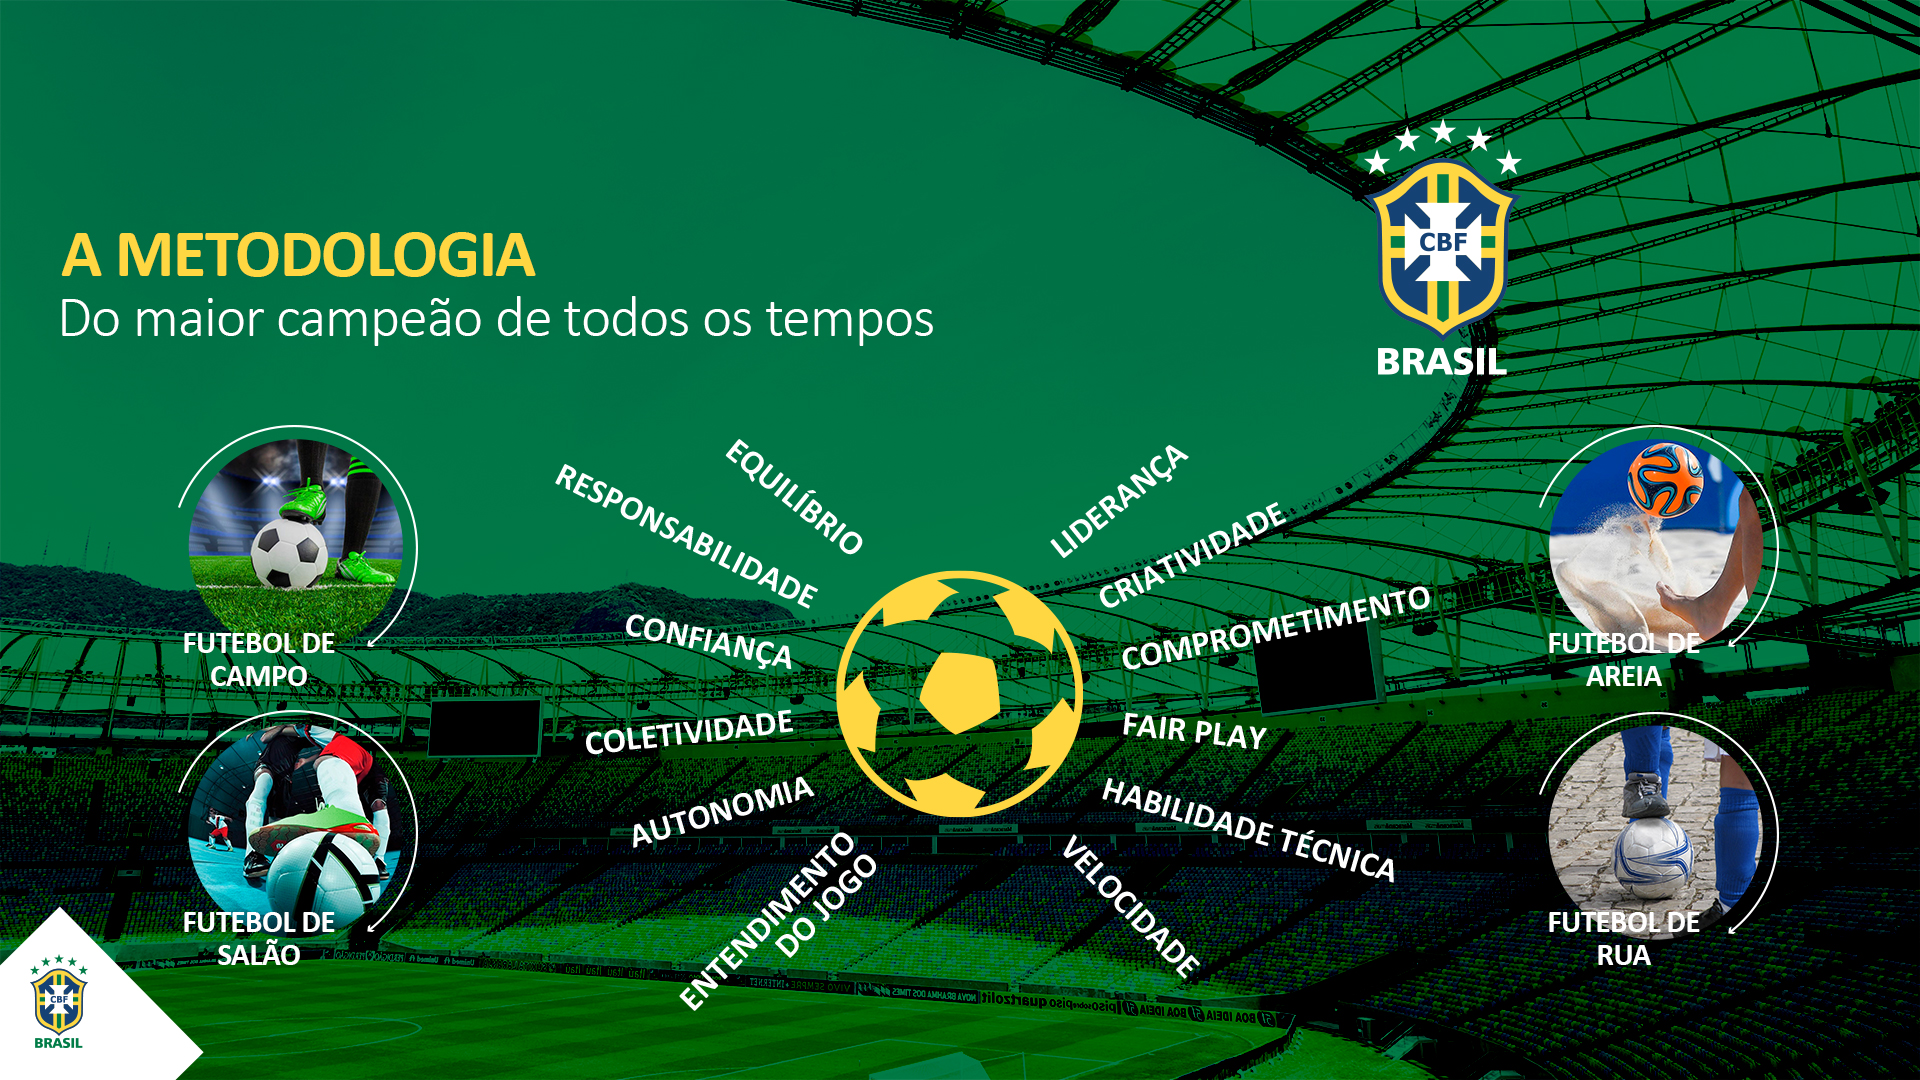 A METODOLOGIA
Do maior campeão de todos os tempos
CBF
BRASIL
EQUILÍBRIO
RESPONSABILIDADE
CONFIANÇA
COLETIVIDADE
AUTONOMIA
ENTENDIMENTO
DO JOGO
LIDERANÇA
CRIATIVIDADE
COMPROMETIMENTO
FAIR PLAY
HABILIDADE TÉCNICA
VELOCIDADE
FUTEBOL DE
CAMPO
FUTEBOL DE
SALÃO
FUTEBOL DE
AREIA
FUTEBOL DE
RUA
CBF
BRASIL